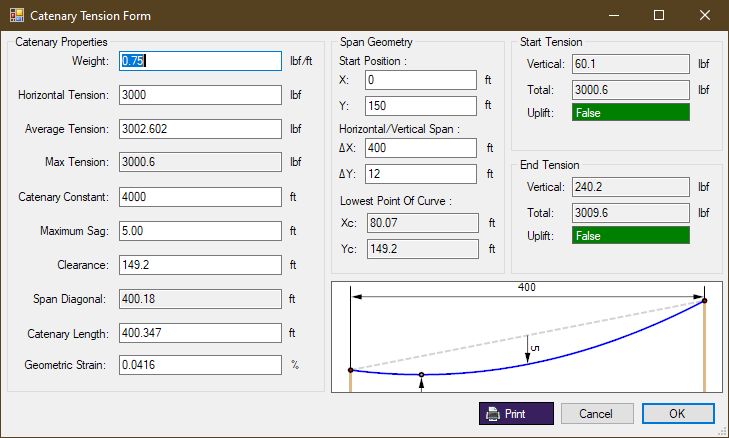 Catenary Tension Form
Catenary Properties
Weight: 0.75 lbf/ft
Horizontal Tension: 3000 lbf
Average Tension: 3002.602 lbf
Max Tension: 3000.6 lbf
Catenary Constant: 4000 ft
Maximum Sag: 5.00 ft
Clearance: 149.2 ft
Span Diagonal: 400.18 ft
Catenary Length: 400.347 ft
Geometric Strain: 0.0416 %
Span Geometry
Start Position :
X: 0 ft
Y: 150 ft
Horizontal/Vertical Span :
ΔX: 400 ft
ΔY: 12 ft
Lowest Point Of Curve :
Xc: 80.07 ft
Yc: 149.2 ft
Start Tension
Vertical: 60.1 lbf
Total: 3000.6 lbf
Uplift: False
End Tension
Vertical: 240.2 lbf
Total: 3009.6 lbf
Uplift: False
400
5
Print
Cancel
OK